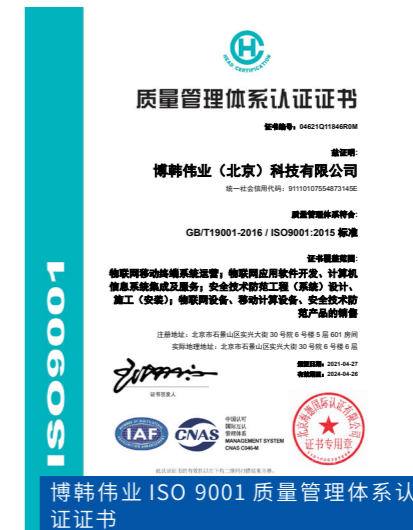 HC
HEAD CERTIFICATION
质量管理体系认证证书
证书编号：04621Q11846R0M
兹证明：
博韩伟业（北京）科技有限公司
统一社会信用代码：91110107554873145E
质量管理体系符合：
GB/T19001-2016 / ISO9001:2015 标准
证书覆盖范围：
物联网移动终端系统运营；物联网应用软件开发、计算机
信息系统集成及服务；安全技术防范工程（系统）设计、
施工（安装）；物联网设备、移动计算设备、安全技术防
范产品的销售
注册地址：北京市石景山区实兴大街 30 号院 6 号楼 5 层 601 房间
实际地理地址：北京市石景山区实兴大街 30 号院 6 号楼 6 层
2021-04-27
有效期至：2024-04-26
证书签发人
ISO9001
IAF
CNAS
中国认可
国际互认
管理体系
MANAGEMENT SYSTEM
CNAS C046-M
证书专用章
博韩伟业 ISO 9001 质量管理体系认
证证书